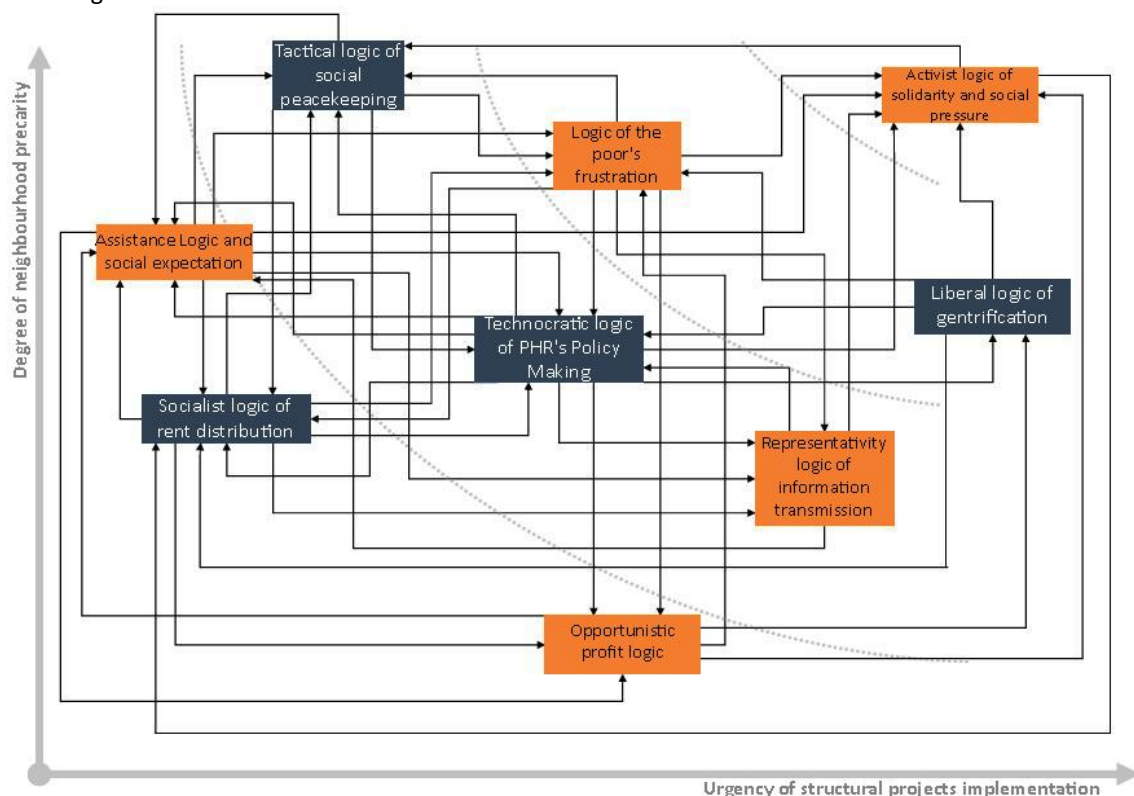 Tactical logic of
social
peacekeeping
Activist logic of
solidarity and social
pressure
Logic of the
poor's
frustration
Assistance Logic and
social expectation
Liberal logic of
gentrification
Technocratic logic
of PHR's Policy
Making
Socialist logic of
rent distribution
Representativity
logic of
information
transmission
Opportunistic
profit logic
Degree of neighbourhood precarity
Urgency of structural projects implementation